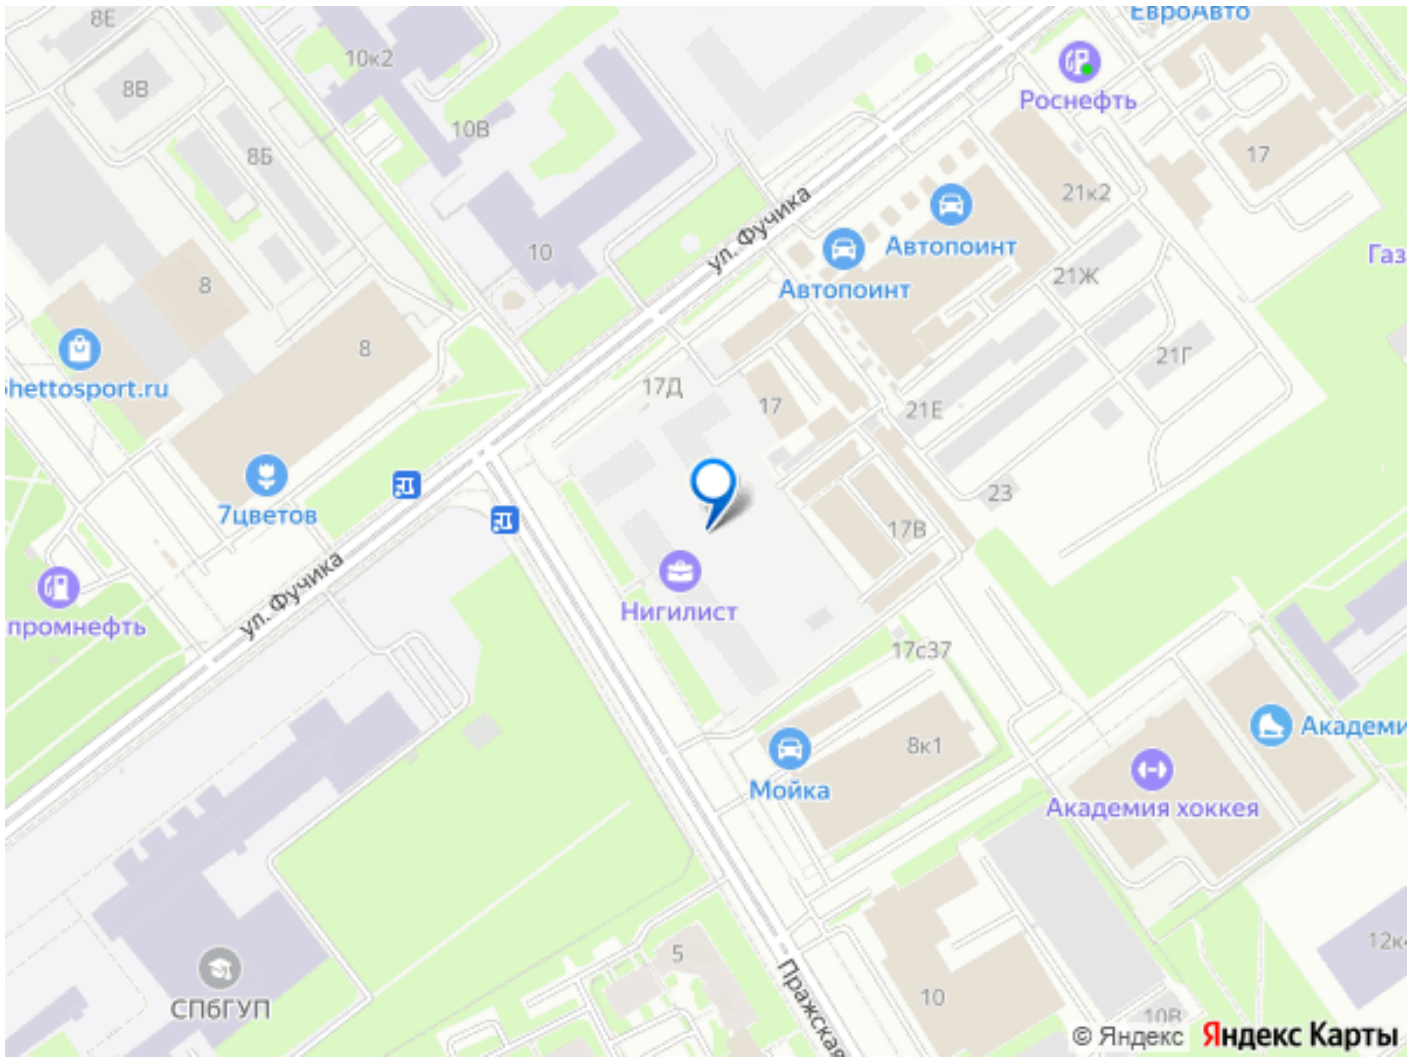 8Е
ЕвроАвто
10к2
Роснефть
8В
10В
8Б
17
21к2
ул. Фучика
Автопоинт
10
Газ
21Ж
8
Автопоинт
8
21Г
hettosport.ru
17Д
17
21Е
23
7цветов
17В
ул. Фучика
Нигилист
промнефть
17с37
Академи
8к1
Мойка
Академия хоккея
5
12к
Пражская
10
СПбГУП
10В
© Яндекс Яндекс Карты